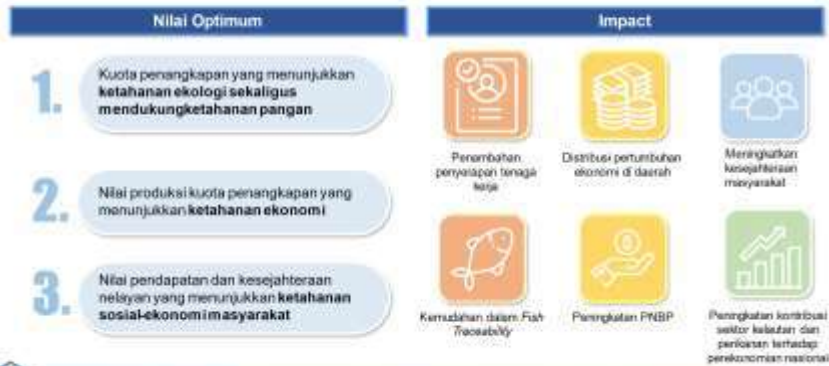 Nilai Optimum
1.
Kuota penangkapan yang menunjukkan
ketahanan ekologi sekaligus
mendukungketahanan pangan
2.
Nilai produksi kuota penangkapan yang
menunjukkan ketahanan ekonomi
3.
Nilai pendapatan dan kesejahteraan
nelayan yang menunjukkan ketahanan
sosial-ekonomi masyarakat
Impact
Penambahan
penyerapan tenaga
kerja
Distribusi pertumbuhan
ekonomi di daerah
Meningkatkan
kesejahteraan
masyarakat
Kemudahan dalam Fish
Traceability
Peningkatan PNBP
Peningkatan kontribusi
sektor kelautan dan
perikanan terhadap
perekonomian nasional